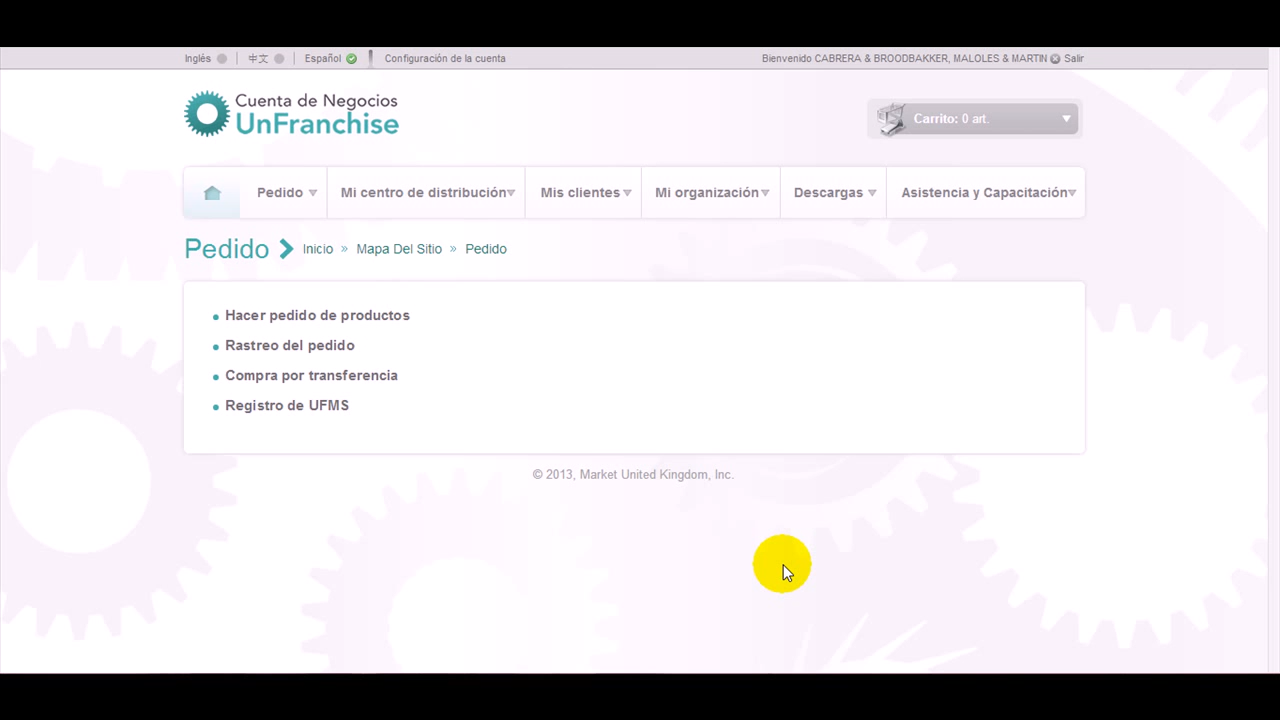 Inglés 中文 Español Configuración de la cuenta Bienvenido CABRERA & BROODBAKKER, MALOLES & MARTIN Salir
Cuenta de Negocios
UnFranchise
Carrito: 0 art.
Pedido Mi centro de distribución Mis clientes Mi organización Descargas Asistencia y Capacitación
Pedido Inicio » Mapa Del Sitio » Pedido
• Hacer pedido de productos
• Rastreo del pedido
• Compra por transferencia
• Registro de UFMS
© 2013, Market United Kingdom, Inc.